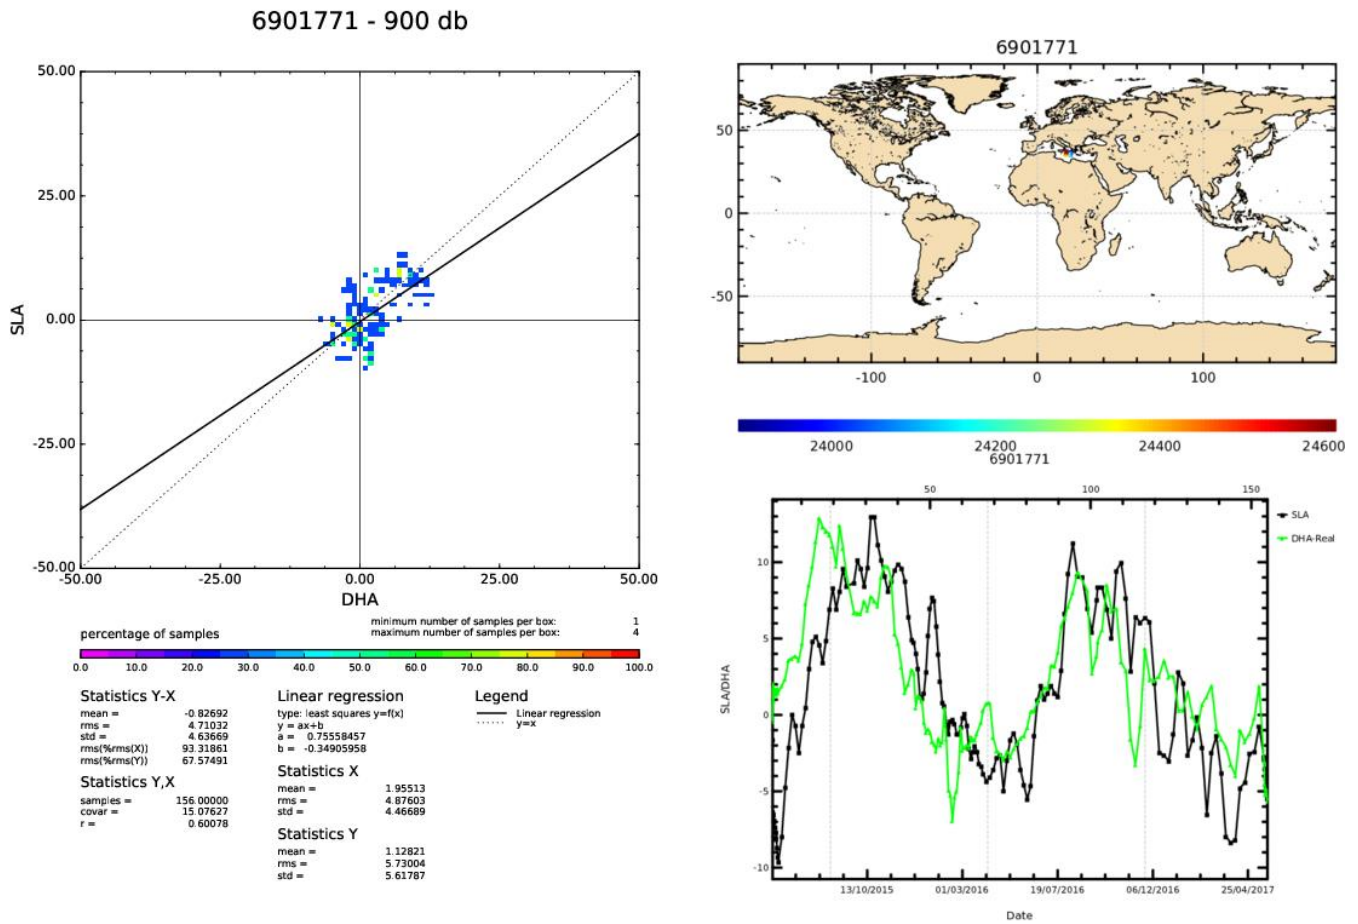 6901771 - 900 db
50.00
25.00
0.00
-25.00
-50.00
SLA
-50.00 -25.00 0.00 25.00 50.00
DHA
minimum number of samples per box: 1
maximum number of samples per box: 4
percentage of samples
0.0 10.0 20.0 30.0 40.0 50.0 60.0 70.0 80.0 90.0 100.0
Statistics Y-X
mean = -0.82692
rms = 4.71032
std = 4.63669
rms(%rms(X)) 93.31861
rms(%rms(Y)) 67.57491
Statistics Y,X
samples = 156.00000
covar = 15.07627
r = 0.60078
Linear regression
type: least squares y=f(x)
y = ax+b
a = 0.75558457
b = -0.34905958
Statistics X
mean = 1.95513
rms = 4.87603
std = 4.46689
Statistics Y
mean = 1.12821
rms = 5.73004
std = 5.61787
Legend
Linear regression
y=x
6901771
50
0
-50
-100 0 100
24000 24200 24400 24600
6901771
50 100 150
10
5
0
-5
-10
SLA/DHA
SLA
DHA-Real
13/10/2015 01/03/2016 19/07/2016 06/12/2016 25/04/2017
Date